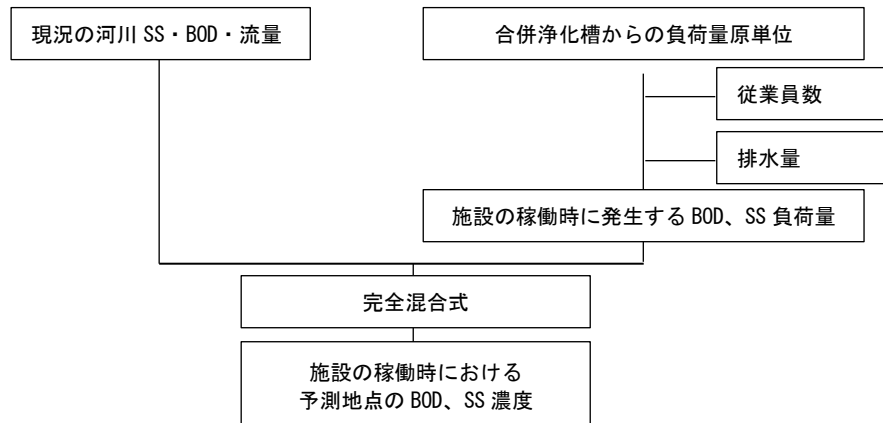 現況の河川 SS・BOD・流量
合併浄化槽からの負荷量原単位
従業員数
排水量
施設の稼働時に発生する BOD、SS 負荷量
完全混合式
施設の稼働時における
予測地点の BOD、SS 濃度